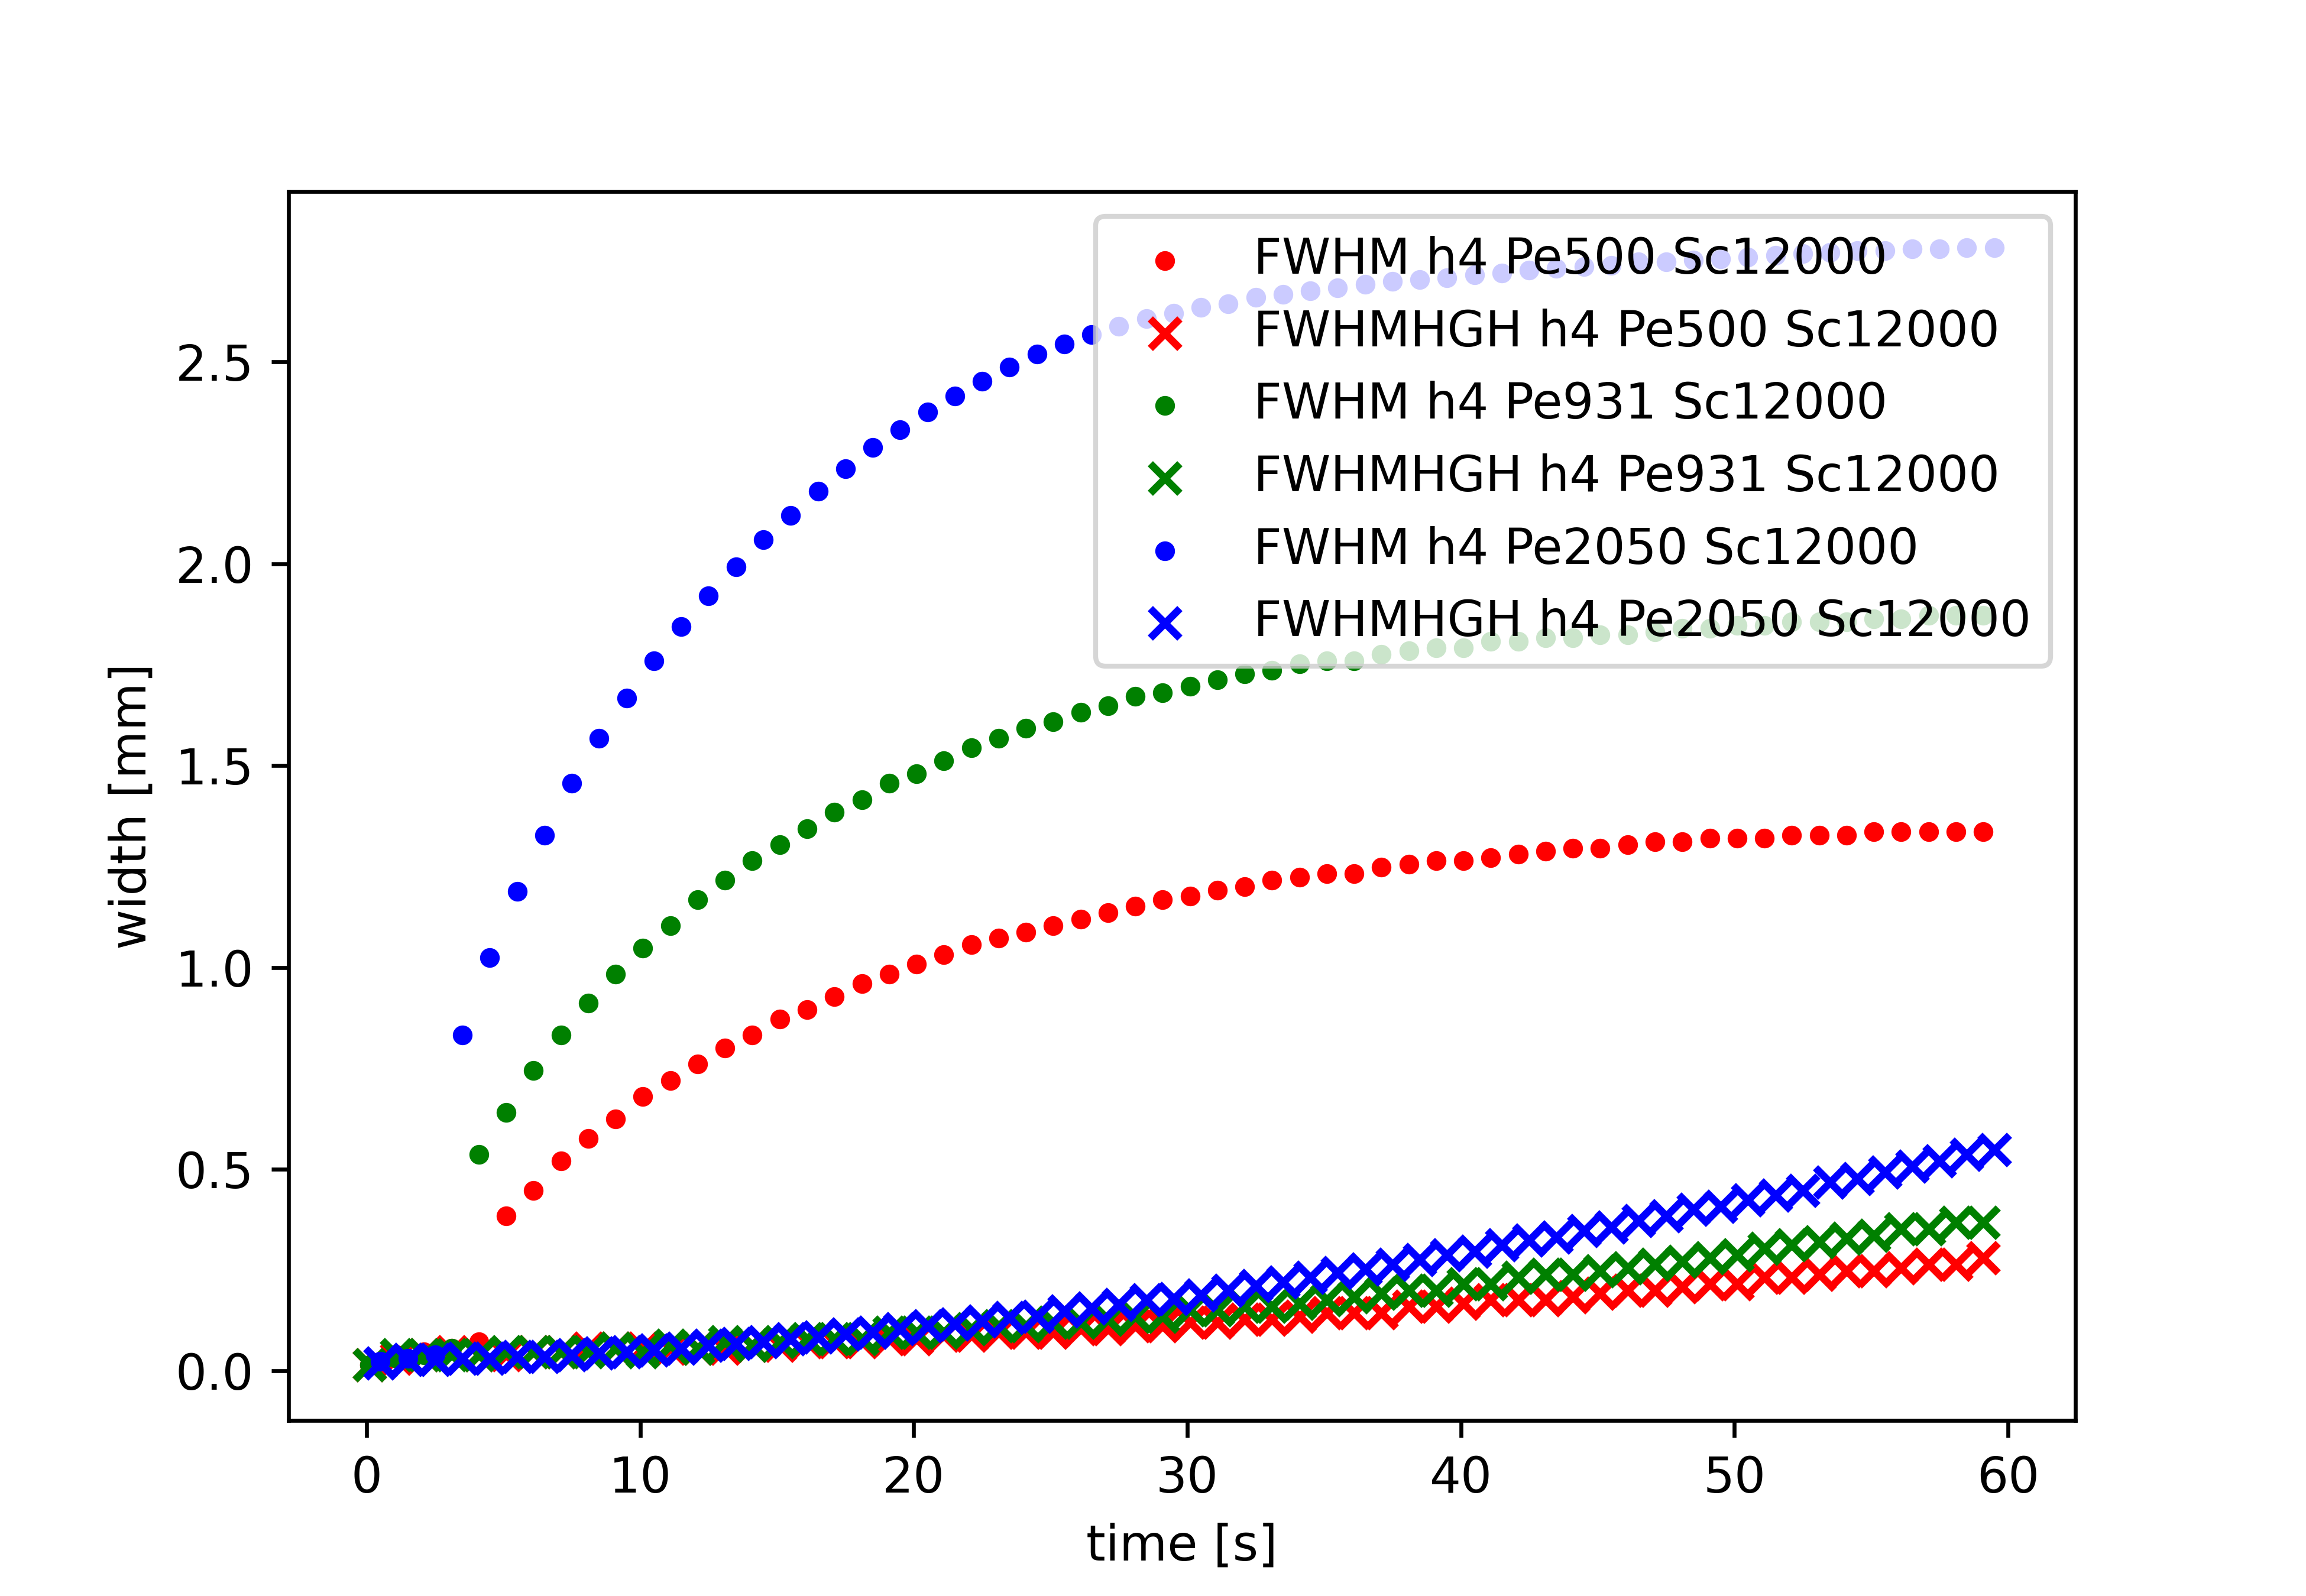 FWHM h4 Pe500 Sc12000
FWHMHGH h4 Pe500 Sc12000
FWHM h4 Pe931 Sc12000
FWHMHGH h4 Pe931 Sc12000
FWHM h4 Pe2050 Sc12000
FWHMHGH h4 Pe2050 Sc12000
2.5
2.0
1.5
1.0
0.5
0.0
width [mm]
0 10 20 30 40 50 60
time [s]